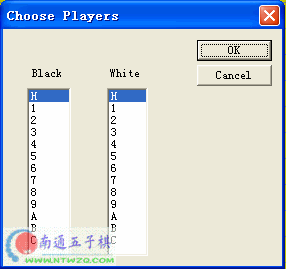 Choose Players
OK
Cancel
Black White
H H
1 1
2 2
3 3
4 4
5 5
6 6
7 7
8 8
9 9
A A
B B
C C
南通五子棋
WWW.NTWZQ.COM